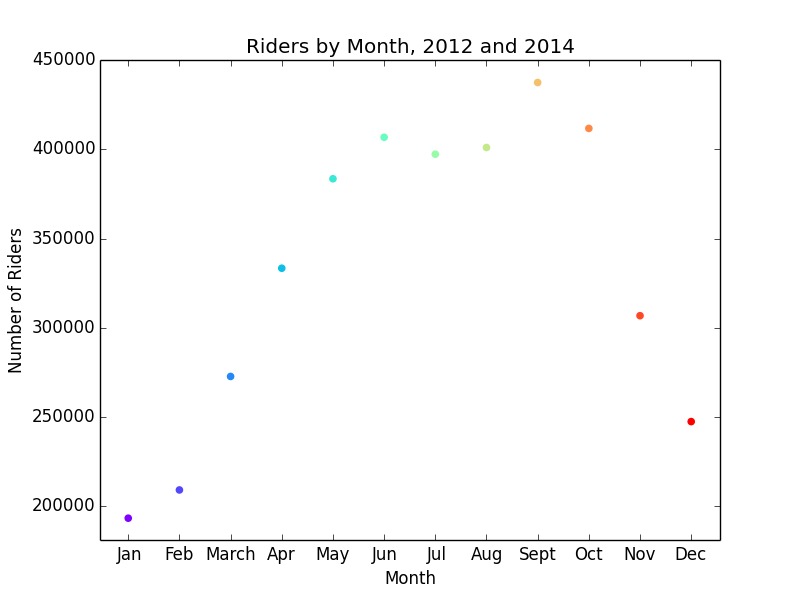 Riders by Month, 2012 and 2014
450000
400000
350000
300000
250000
200000
Number of Riders
Jan Feb March Apr May Jun Jul Aug Sept Oct Nov Dec
Month